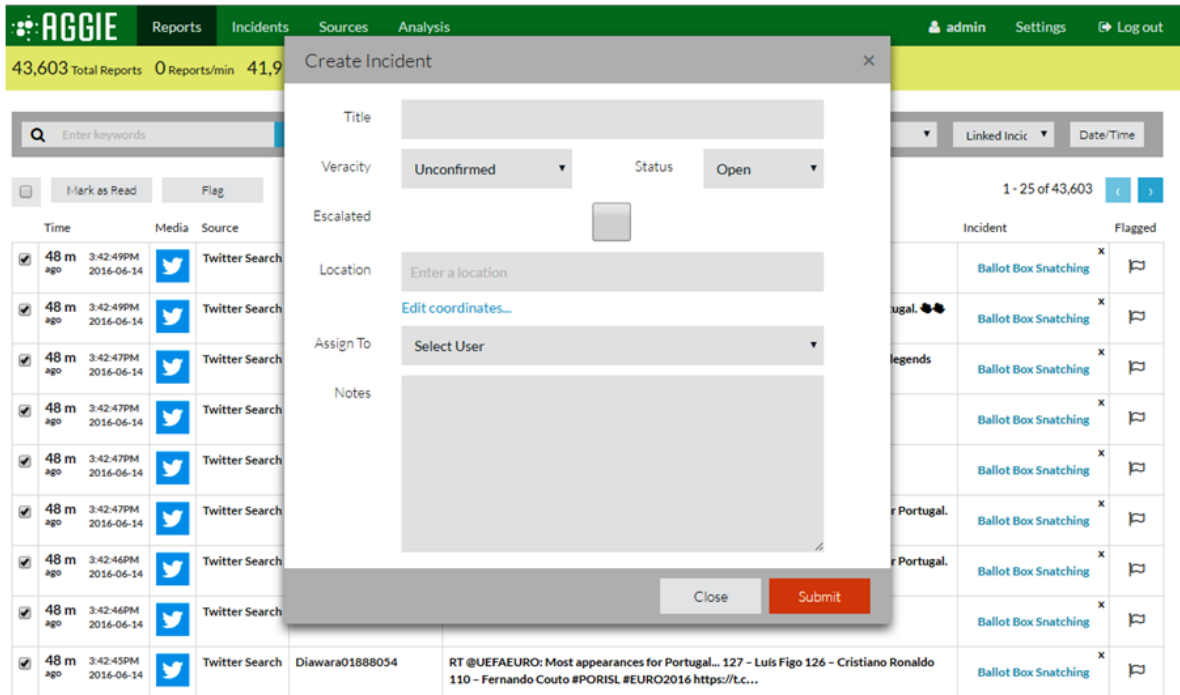 AGGIE Reports Incidents Sources Analysis admin Settings Log out
43,603 Total Reports 0 Reports/min 41,9
Create Incident ×
Title
Enter keywords Linked Incic Date/Time
Veracity Unconfirmed Status Open
Mark as Read Flag 1 - 25 of 43,603 ‹ ›
Escalated
Time Media Source Incident Flagged
48 m ago 3:42:49PM 2016-06-14 Twitter Search Ballot Box Snatching x
Location Enter a location
Edit coordinates...
48 m ago 3:42:49PM 2016-06-14 Twitter Search tugal. Ballot Box Snatching x
Assign To Select User
48 m ago 3:42:47PM 2016-06-14 Twitter Search legends Ballot Box Snatching x
Notes
48 m ago 3:42:47PM 2016-06-14 Twitter Search Ballot Box Snatching x
48 m ago 3:42:47PM 2016-06-14 Twitter Search Ballot Box Snatching x
48 m ago 3:42:47PM 2016-06-14 Twitter Search r Portugal. Ballot Box Snatching x
48 m ago 3:42:46PM 2016-06-14 Twitter Search r Portugal. Ballot Box Snatching x
Close Submit
48 m ago 3:42:46PM 2016-06-14 Twitter Search Ballot Box Snatching x
48 m ago 3:42:45PM 2016-06-14 Twitter Search Diawara01888054 RT @UEFAEURO: Most appearances for Portugal... 127 – Luís Figo 126 – Cristiano Ronaldo
110 – Fernando Couto #PORISL #EURO2016 https://t.c... Ballot Box Snatching x